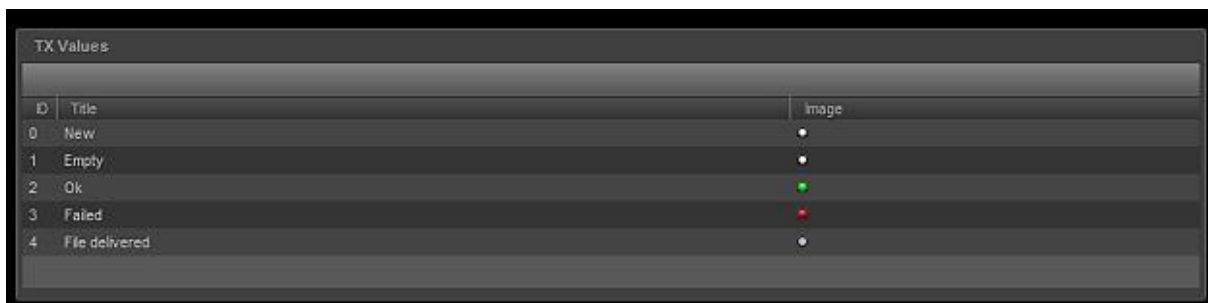 TX Values
ID Title Image
0 New
1 Empty
2 Ok
3 Failed
4 File delivered